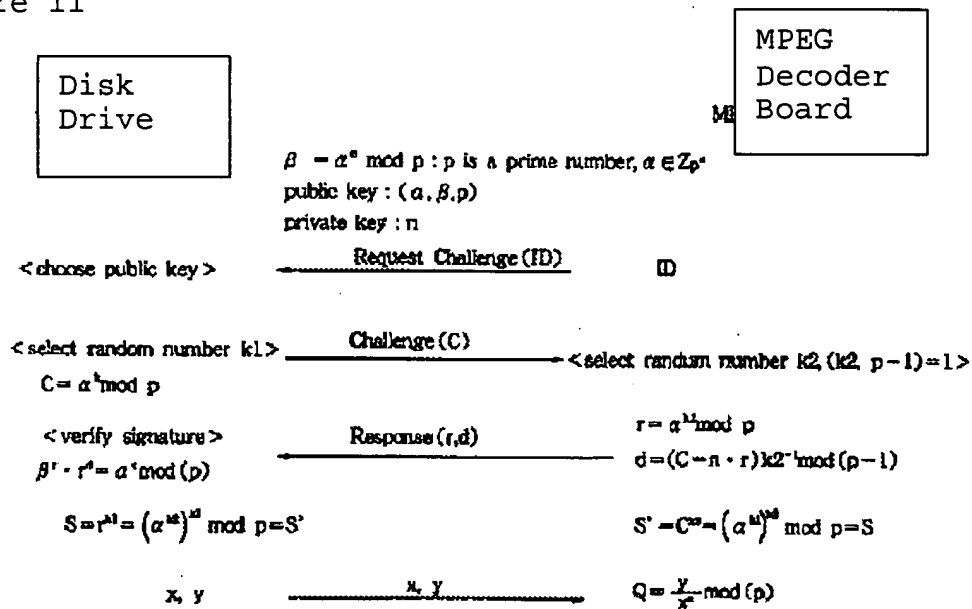 Disk
Drive
MPEG
Decoder
Board
β = α^n mod p : p is a prime number, α ∈ Z_p*
public key : (α, β, p)
private key : n
<choose public key> Request Challenge (ID) ID
<select random number k1> Challenge (C) <select random number k2, (k2, p-1)=1>
C = α^k mod p
<verify signature> Response (r,d) r = α^k2 mod p
β^r · r^d = α^c mod (p) d = (C - n · r) k2^-1 mod (p-1)
S = r^k1 = (α^k2)^k1 mod p = S' S' = C^k2 = (α^k1)^k2 mod p = S
x, y x, y Q = y/x^n mod (p)